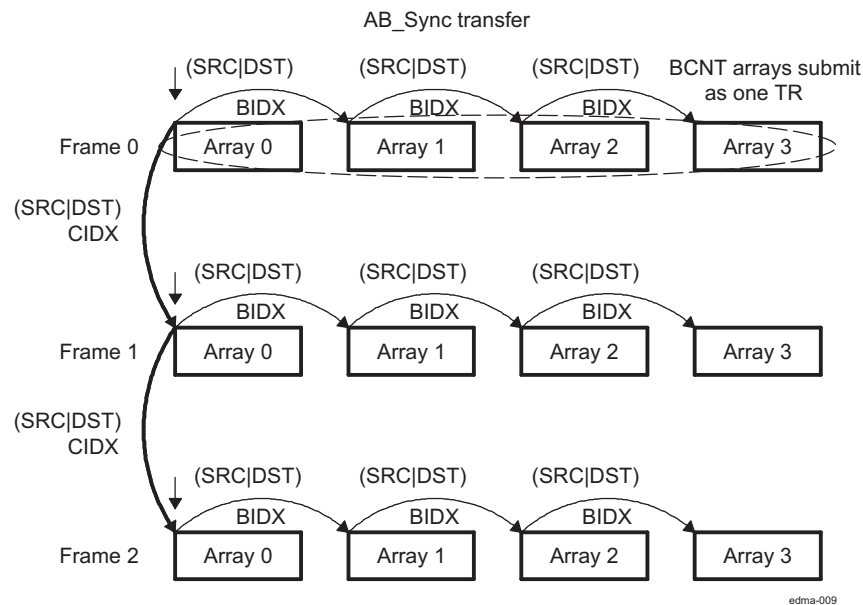 AB_Sync transfer
(SRC|DST) (SRC|DST) (SRC|DST) BCNT arrays submit
as one TR
BIDX BIDX BIDX
Frame 0 Array 0 Array 1 Array 2 Array 3
(SRC|DST)
CIDX
(SRC|DST) (SRC|DST) (SRC|DST)
BIDX BIDX BIDX
Frame 1 Array 0 Array 1 Array 2 Array 3
(SRC|DST)
CIDX
(SRC|DST) (SRC|DST) (SRC|DST)
BIDX BIDX BIDX
Frame 2 Array 0 Array 1 Array 2 Array 3
edma-009